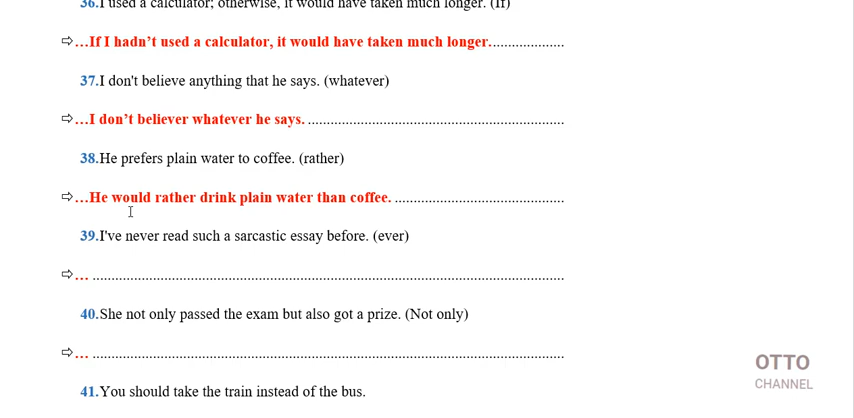 36.I used a calculator; otherwise, it would have taken much longer. (If)
⇨…If I hadn’t used a calculator, it would have taken much longer....................
37.I don't believe anything that he says. (whatever)
⇨…I don’t believer whatever he says. ...................................................................
38.He prefers plain water to coffee. (rather)
⇨…He would rather drink plain water than coffee. ............................................
39.I've never read such a sarcastic essay before. (ever)
⇨… ...........................................................................................................................
40.She not only passed the exam but also got a prize. (Not only)
⇨… ...........................................................................................................................
41.You should take the train instead of the bus.
OTTO
CHANNEL